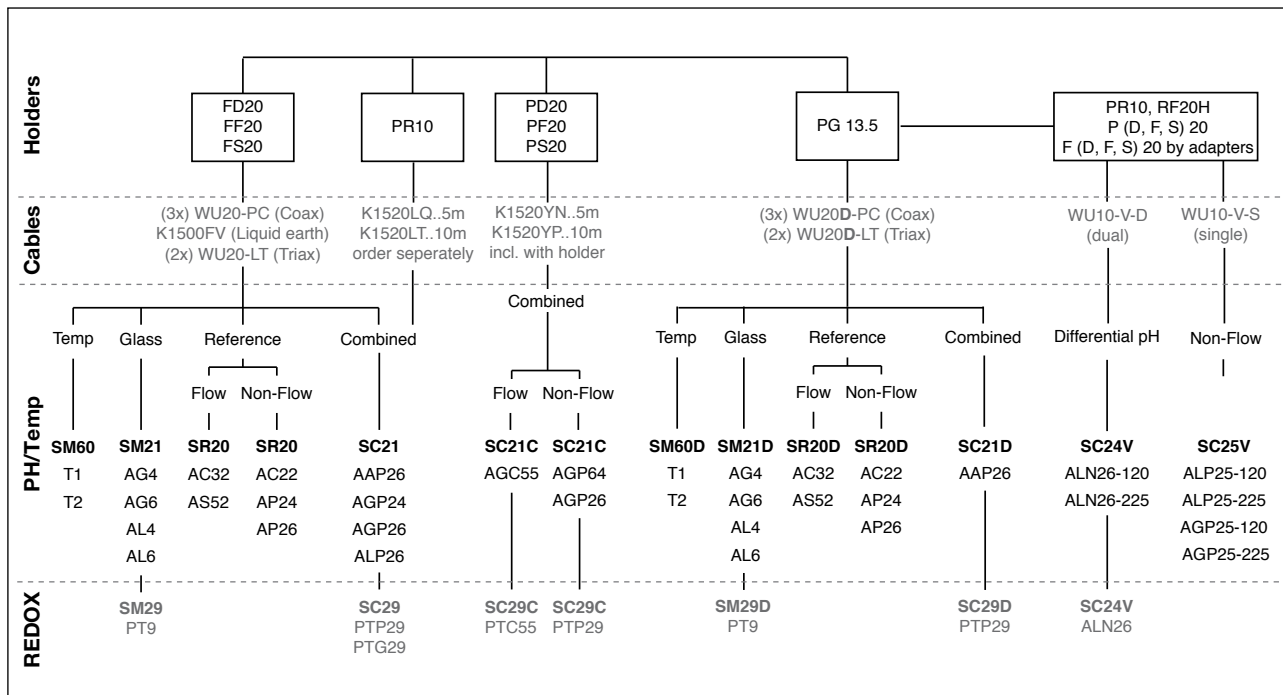 Holders
FD20
FF20
FS20
PR10
PD20
PF20
PS20
PG 13.5
PR10, RF20H
P (D, F, S) 20
F (D, F, S) 20 by adapters
Cables
(3x) WU20-PC (Coax)
K1500FV (Liquid earth)
(2x) WU20-LT (Triax)
K1520LQ..5m
K1520LT..10m
order seperately
K1520YN..5m
K1520YP..10m
incl. with holder
(3x) WU20D-PC (Coax)
(2x) WU20D-LT (Triax)
WU10-V-D
(dual)
WU10-V-S
(single)
PH/Temp
Temp
Glass
Reference
Combined
Combined
Temp
Glass
Reference
Combined
Differential pH
Non-Flow
Flow
Non-Flow
Flow
Non-Flow
Flow
Non-Flow
SM60
T1
T2
SM21
AG4
AG6
AL4
AL6
SR20
AC32
AS52
SR20
AC22
AP24
AP26
SC21
AAP26
AGP24
AGP26
ALP26
SC21C
AGC55
SC21C
AGP64
AGP26
SM60D
T1
T2
SM21D
AG4
AG6
AL4
AL6
SR20D
AC32
AS52
SR20D
AC22
AP24
AP26
SC21D
AAP26
SC24V
ALN26-120
ALN26-225
SC25V
ALP25-120
ALP25-225
AGP25-120
AGP25-225
REDOX
SM29
PT9
SC29
PTP29
PTG29
SC29C
PTC55
SC29C
PTP29
SM29D
PT9
SC29D
PTP29
SC24V
ALN26